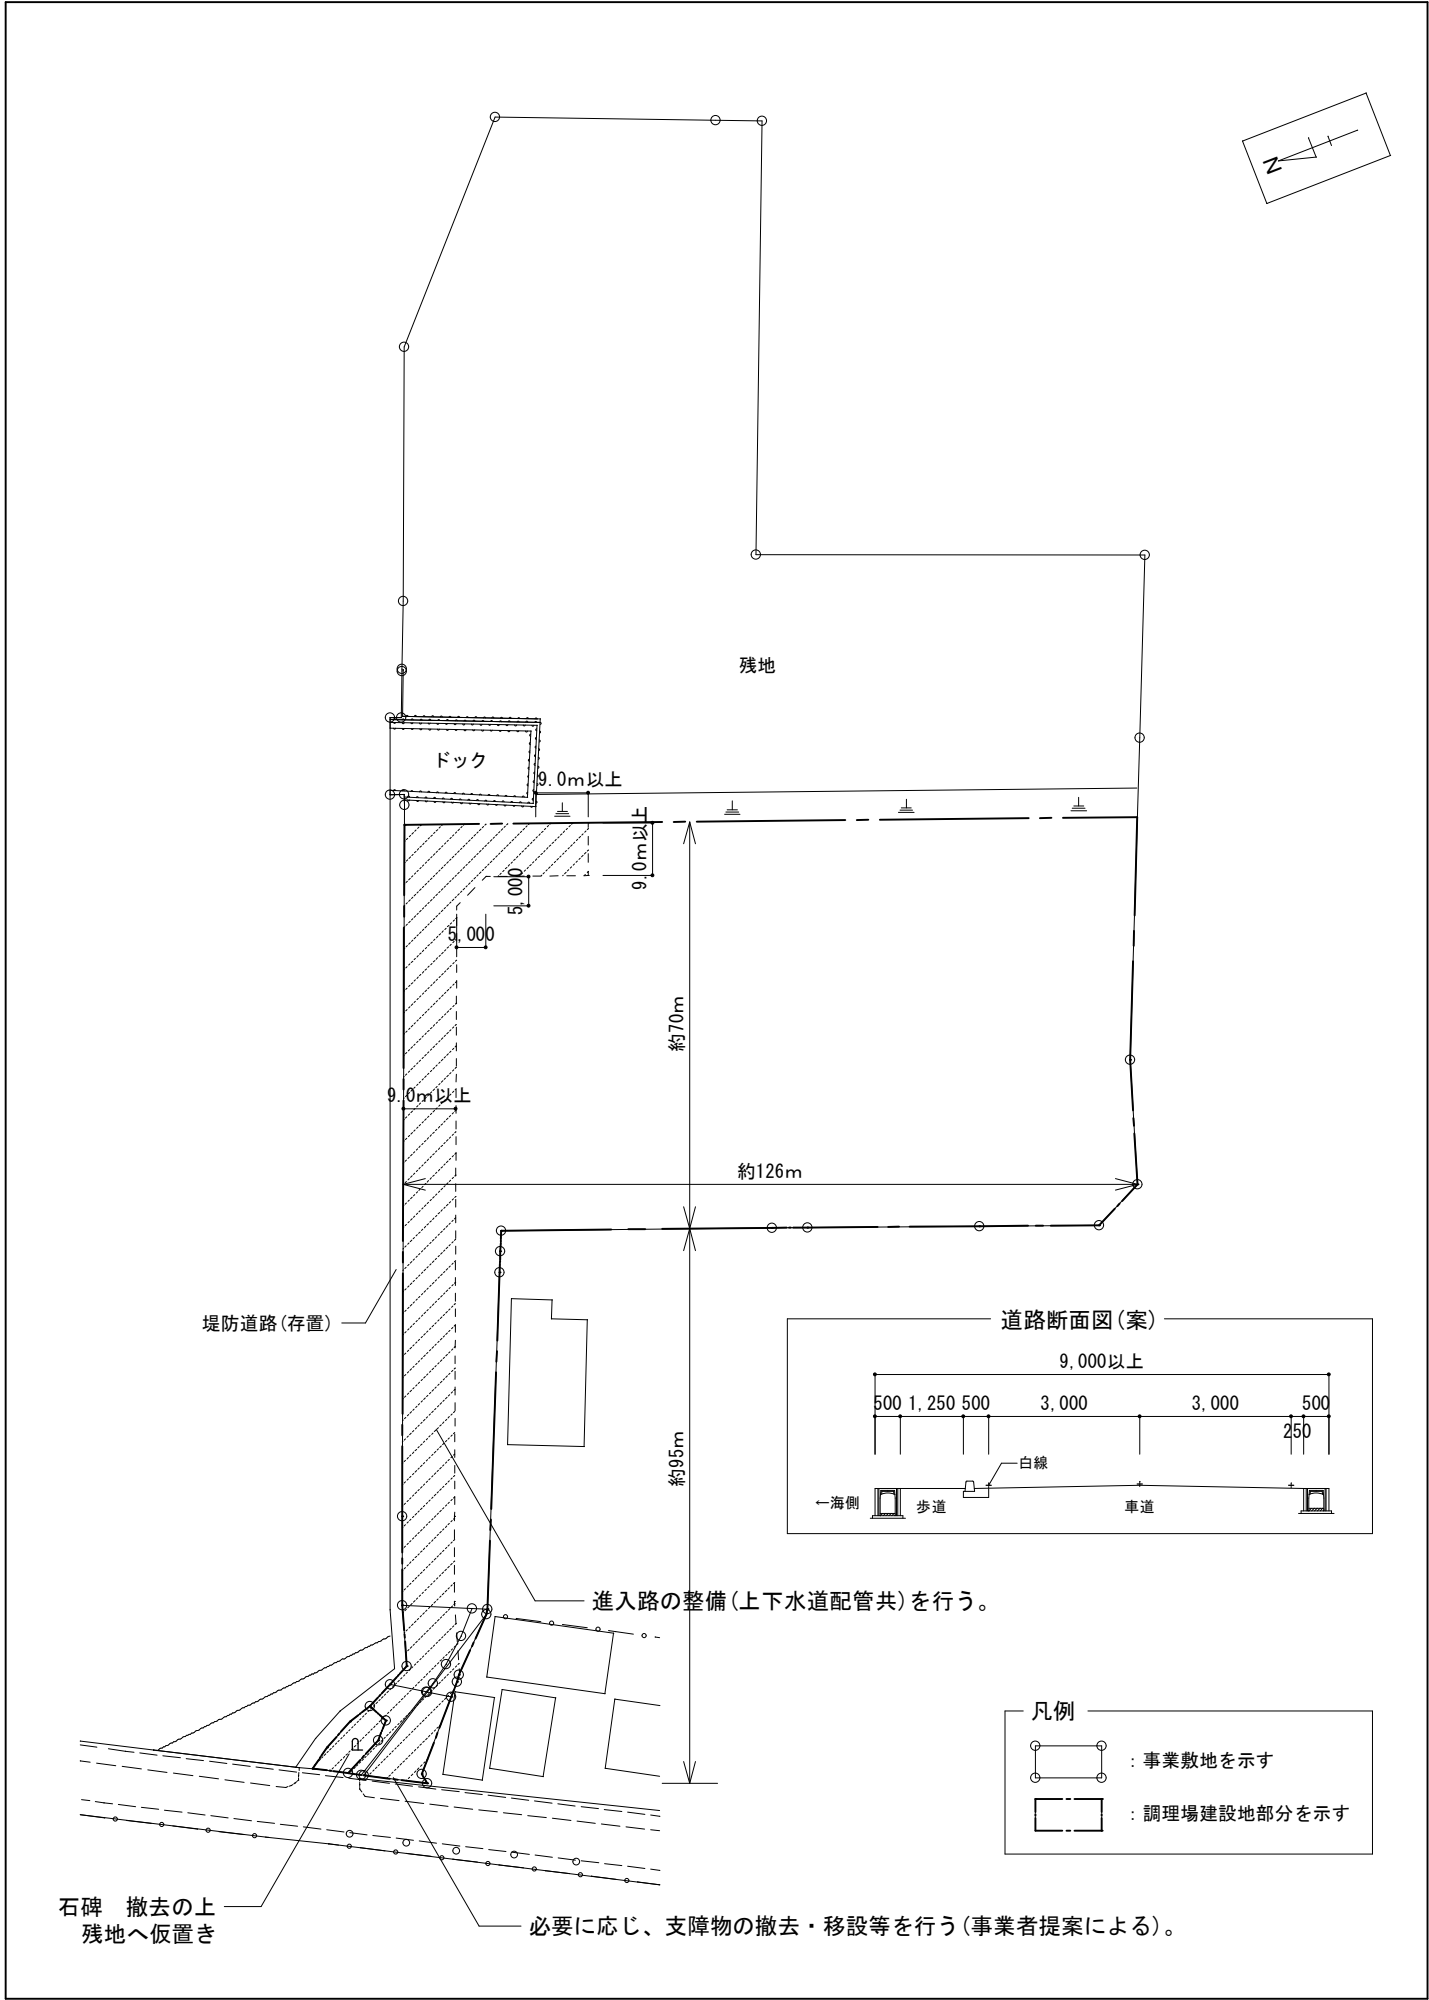 N
残地
ドック
9.0m以上
9.0m以上
5,000
5,000
約70m
9.0m以上
約126m
堤防道路(存置)
約95m
道路断面図(案)
9,000以上
500 1,250 500 3,000 3,000 500
250
白線
←海側 歩道 車道
進入路の整備(上下水道配管共)を行う。
凡例
:事業敷地を示す
:調理場建設地部分を示す
石碑 撤去の上
残地へ仮置き
必要に応じ、支障物の撤去・移設等を行う(事業者提案による)。